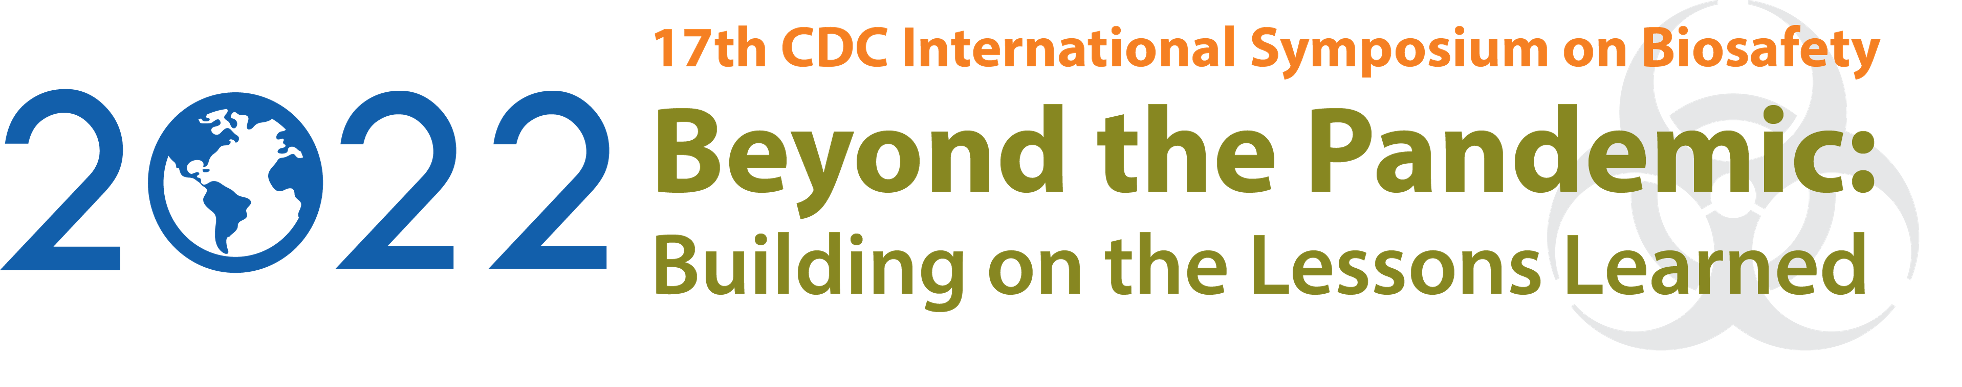 2022
17th CDC International Symposium on Biosafety
Beyond the Pandemic:
Building on the Lessons Learned